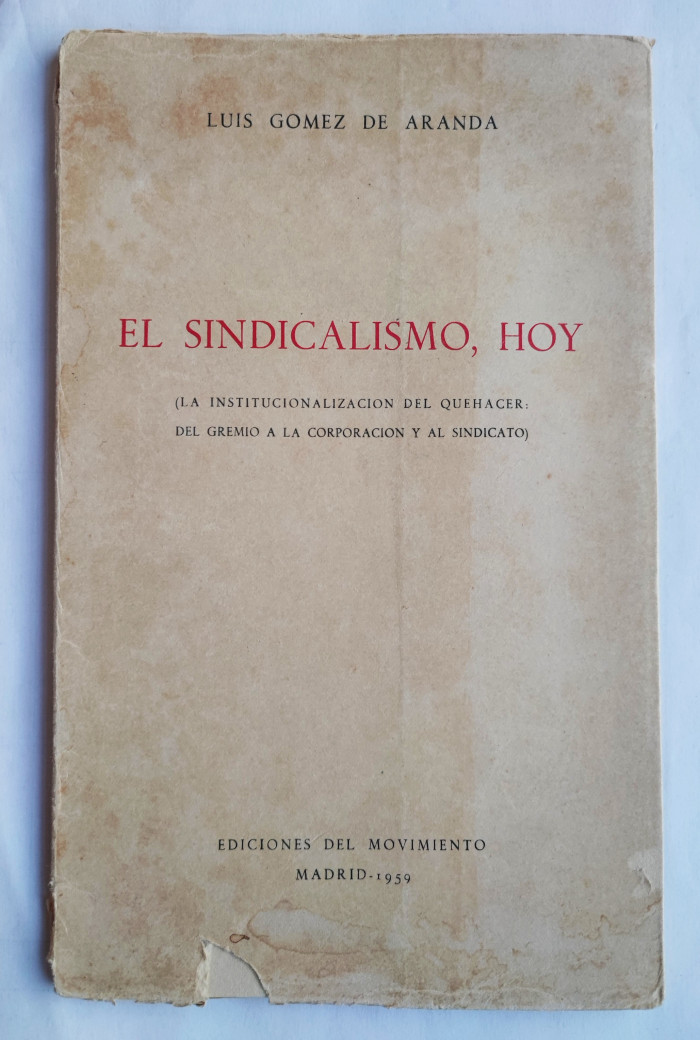 LUIS GOMEZ DE ARANDA
EL SINDICALISMO, HOY
(LA INSTITUCIONALIZACION DEL QUEHACER:
DEL GREMIO A LA CORPORACION Y AL SINDICATO)
EDICIONES DEL MOVIMIENTO
MADRID-1959